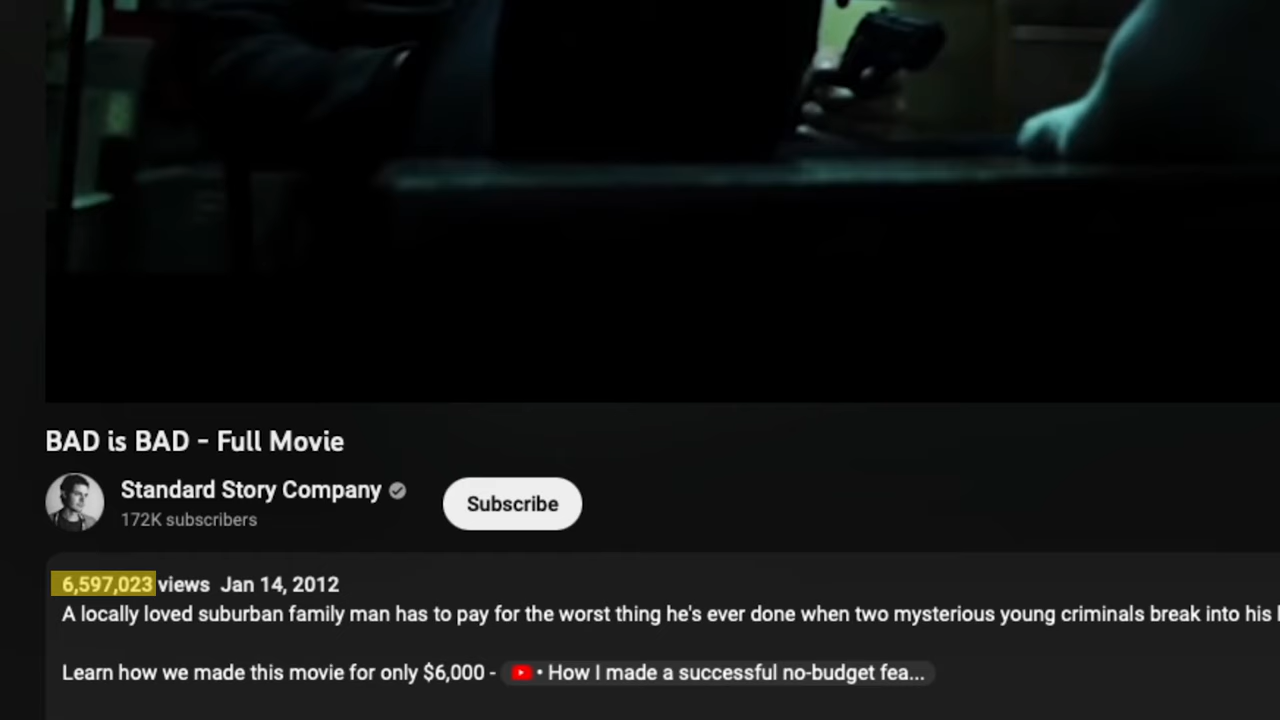 BAD is BAD - Full Movie
Standard Story Company
172K subscribers
Subscribe
6,597,023 views Jan 14, 2012
A locally loved suburban family man has to pay for the worst thing he's ever done when two mysterious young criminals break into his
Learn how we made this movie for only $6,000 - • How I made a successful no-budget fea...